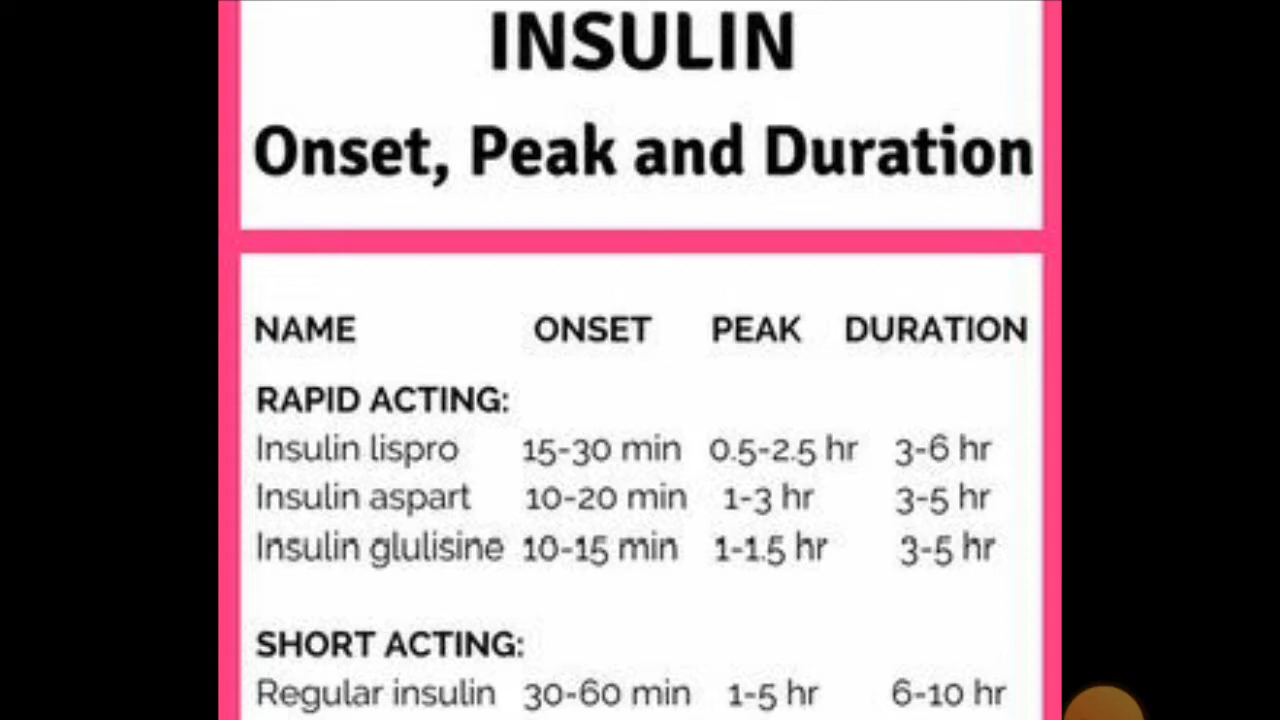 INSULIN
Onset, Peak and Duration
NAME ONSET PEAK DURATION
RAPID ACTING:
Insulin lispro 15-30 min 0.5-2.5 hr 3-6 hr
Insulin aspart 10-20 min 1-3 hr 3-5 hr
Insulin glulisine 10-15 min 1-1.5 hr 3-5 hr
SHORT ACTING:
Regular insulin 30-60 min 1-5 hr 6-10 hr